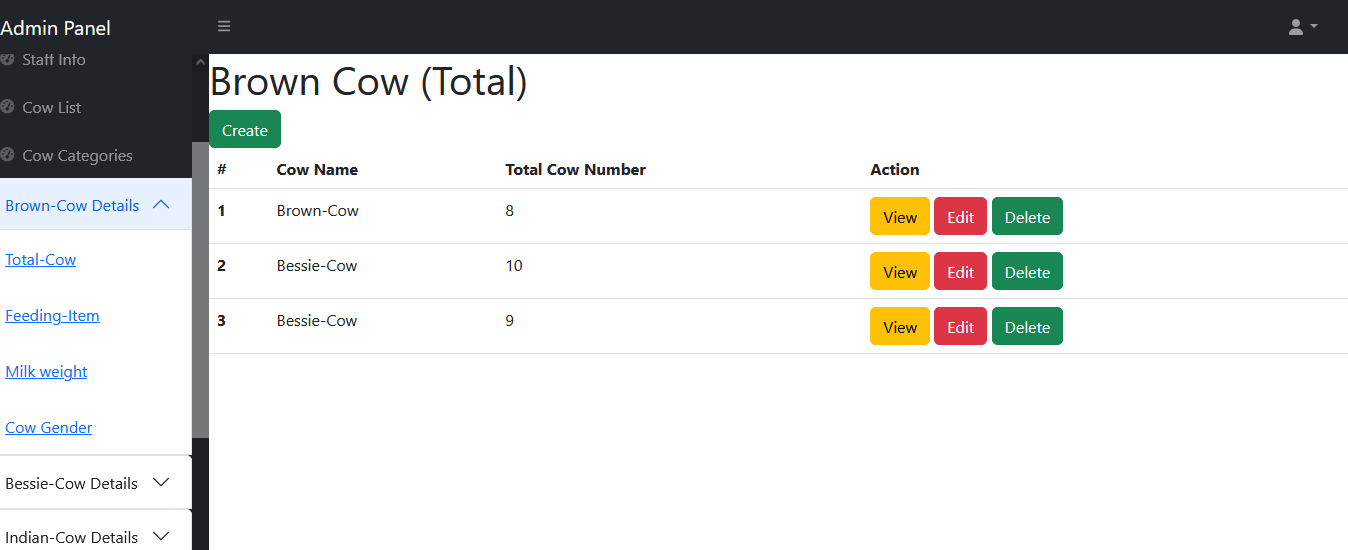 Admin Panel
Staff Info
Cow List
Cow Categories
Brown-Cow Details
Total-Cow
Feeding-Item
Milk weight
Cow Gender
Bessie-Cow Details
Indian-Cow Details
Brown Cow (Total)
Create
# Cow Name Total Cow Number Action
1 Brown-Cow 8 View Edit Delete
2 Bessie-Cow 10 View Edit Delete
3 Bessie-Cow 9 View Edit Delete